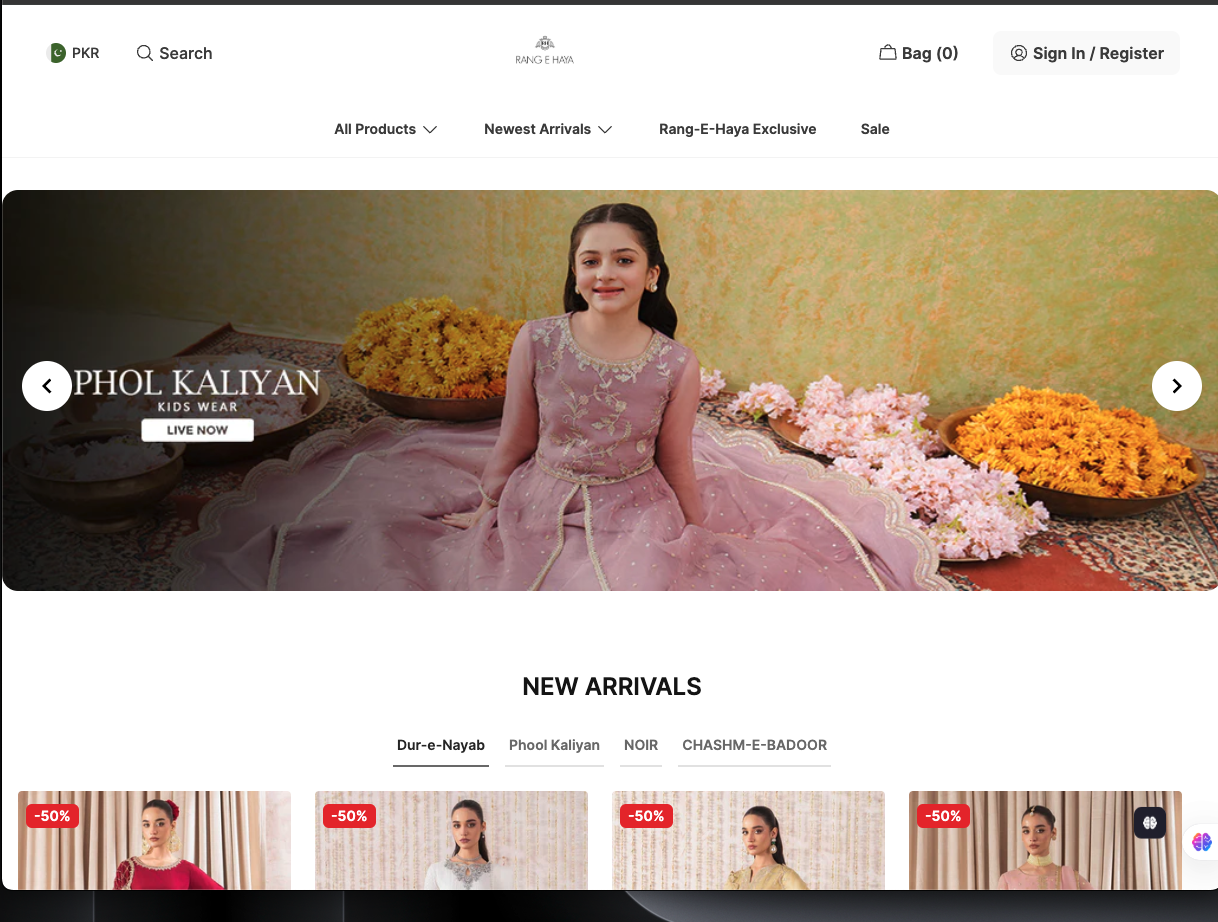 PKR
Search
RANG E HAYA
Bag (0)
Sign In / Register
All Products
Newest Arrivals
Rang-E-Haya Exclusive
Sale
PHOL KALIYAN
KIDS WEAR
LIVE NOW
NEW ARRIVALS
Dur-e-Nayab
Phool Kaliyan
NOIR
CHASHM-E-BADOOR
-50%
-50%
-50%
-50%